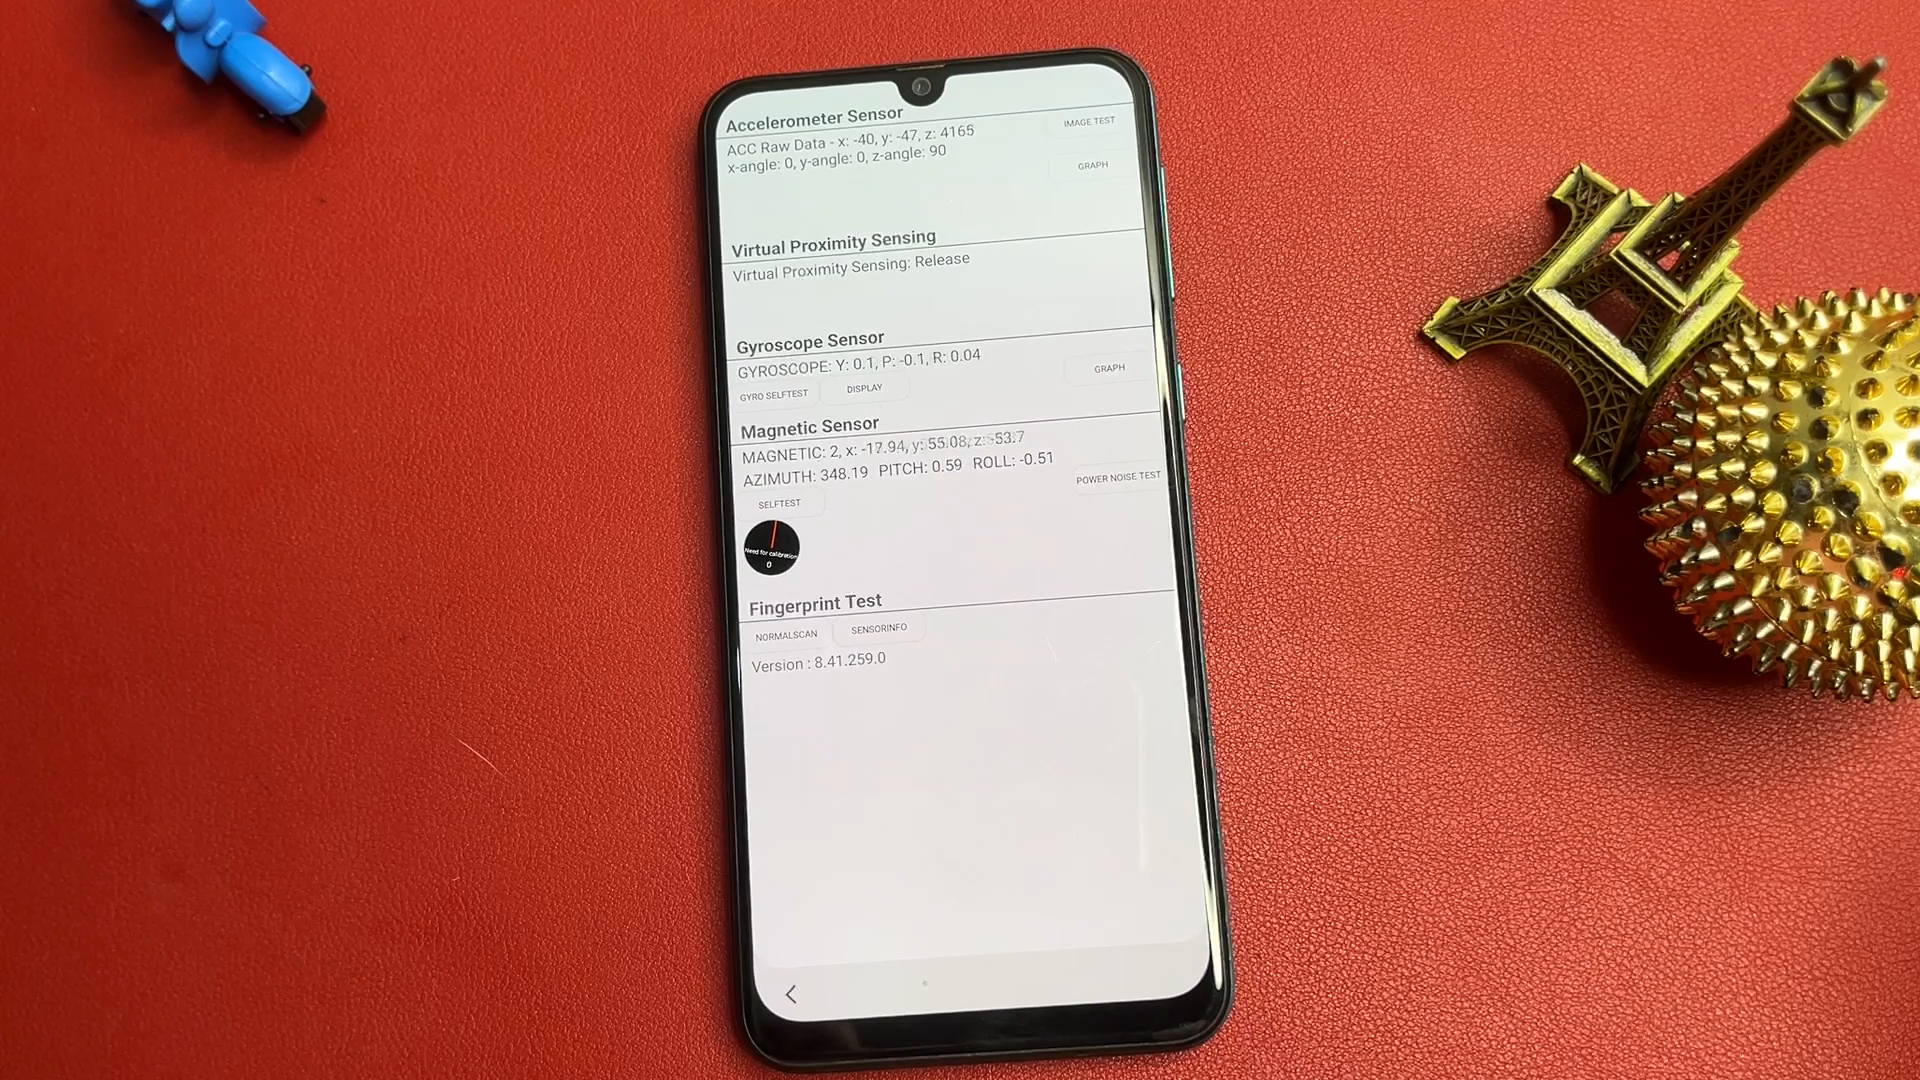 Accelerometer Sensor
ACC Raw Data - x: -40, y: -47, z: 4165
x-angle: 0, y-angle: 0, z-angle: 90
IMAGE TEST
GRAPH
Virtual Proximity Sensing
Virtual Proximity Sensing: Release
Gyroscope Sensor
GYROSCOPE: Y: 0.1, P: -0.1, R: 0.04
GYRO SELFTEST
DISPLAY
GRAPH
Magnetic Sensor
MAGNETIC: 2, x: -17.94, y: 55.08, z: -53.7
AZIMUTH: 348.19 PITCH: 0.59 ROLL: -0.51
SELFTEST
POWER NOISE TEST
Need for calibration
0
Fingerprint Test
NORMALSCAN
SENSORINFO
Version : 8.41.259.0